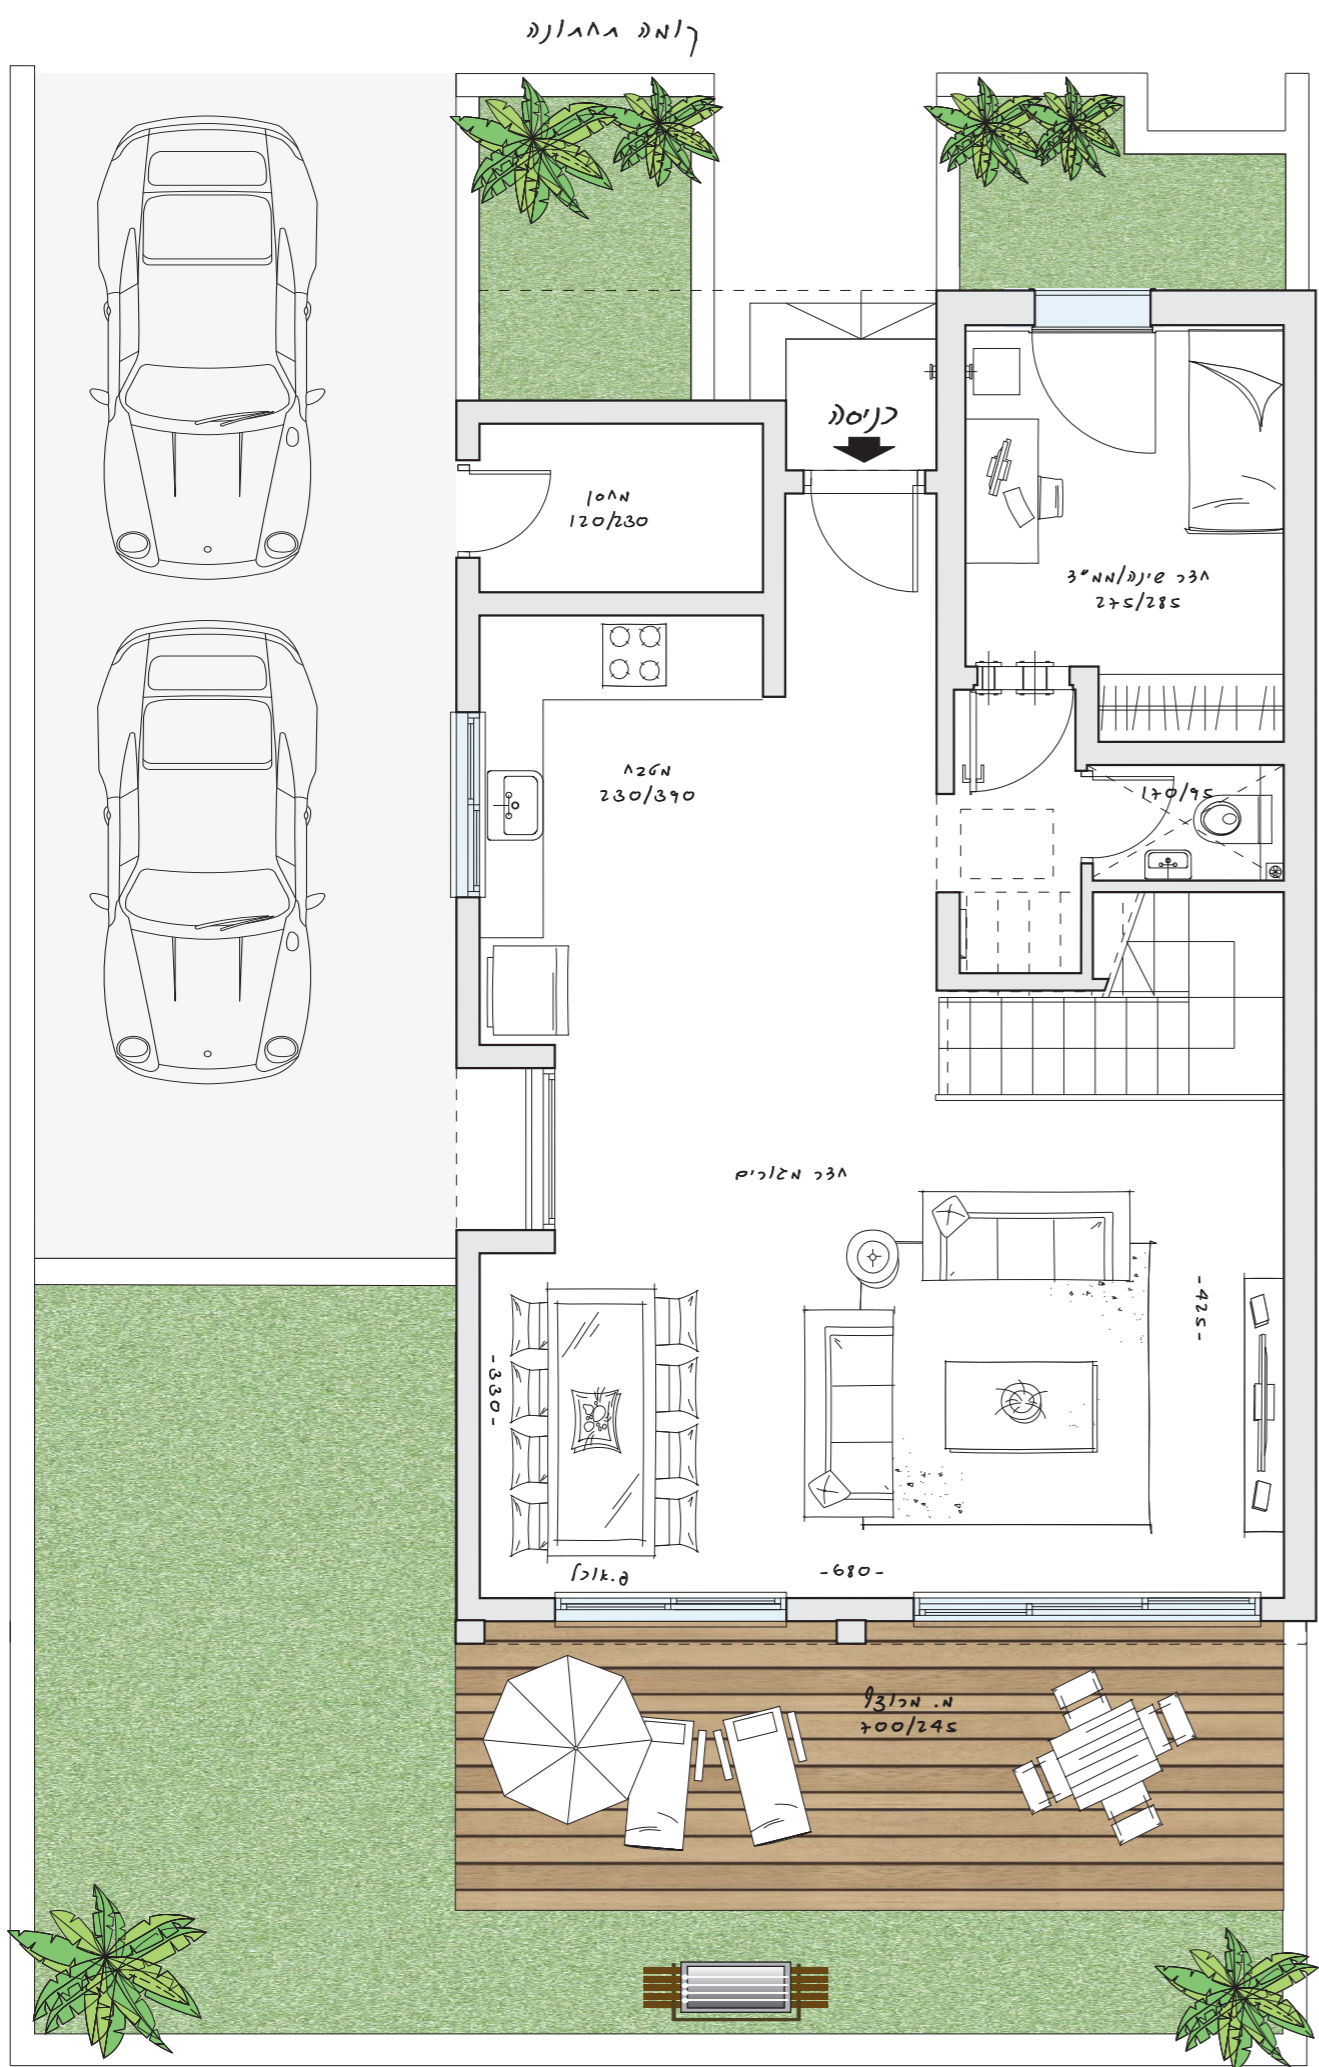 קומה תחתונה
כניסה
מחסן
120/230
חדר שינה/ממ"ד
275/285
מטבח
230/390
170/95
חדר מגורים
-425-
-330-
פ.אוכל
-680-
מ. מרוצף
700/245